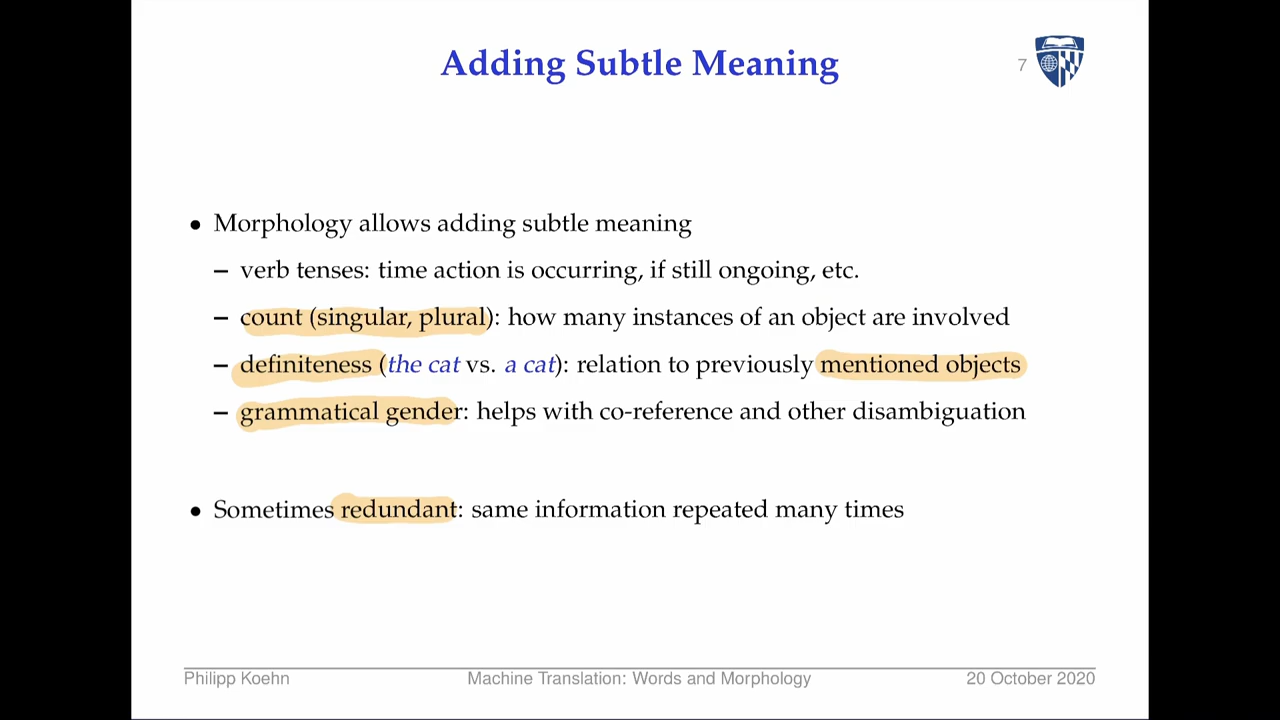 Adding Subtle Meaning
7
• Morphology allows adding subtle meaning
– verb tenses: time action is occurring, if still ongoing, etc.
– count (singular, plural): how many instances of an object are involved
– definiteness (the cat vs. a cat): relation to previously mentioned objects
– grammatical gender: helps with co-reference and other disambiguation
• Sometimes redundant: same information repeated many times
Philipp Koehn Machine Translation: Words and Morphology 20 October 2020